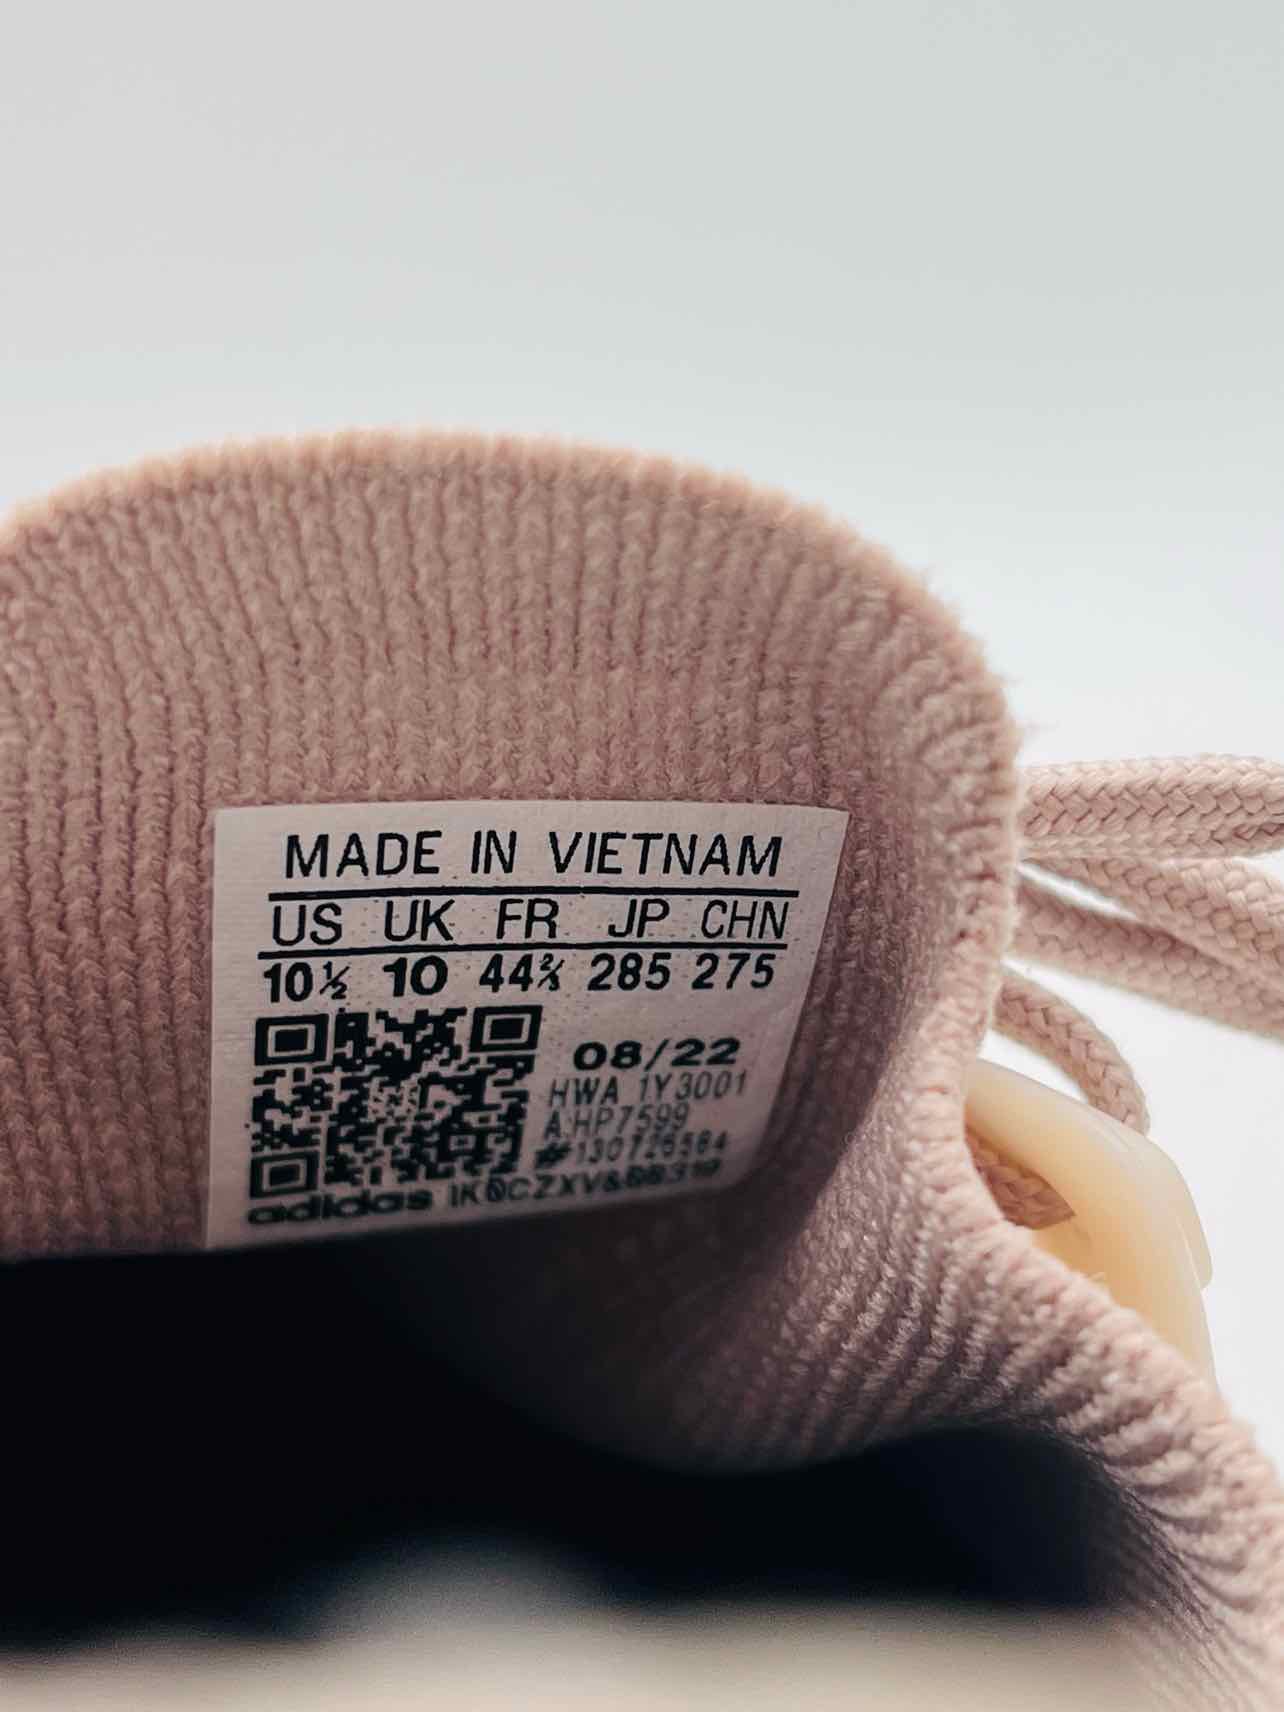 MADE IN VIETNAM
US UK FR JP CHN
10½ 10 44⅔ 285 275
08/22
HWA 1Y3001
A:HP7599
#130726564
adidas